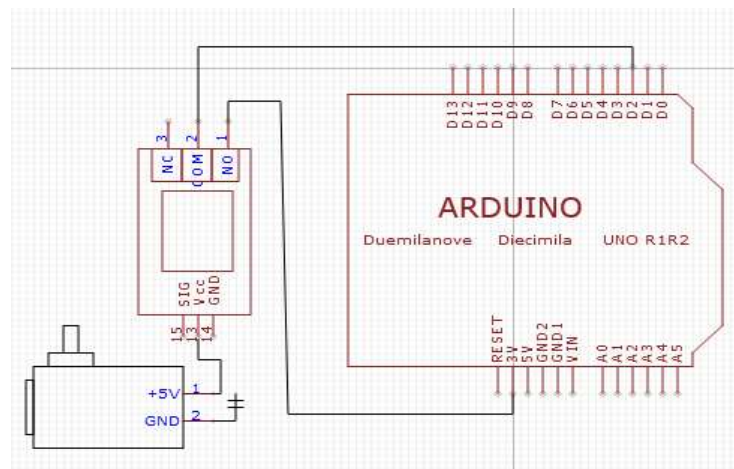 D13
D12
D11
D10
D9
D8
D7
D6
D5
D4
D3
D2
D1
D0
3
2
1
NC
COM
NO
ARDUINO
Duemilanove Diecimila UNO R1R2
SIG
Vcc
GND
15
13
14
RESET
3V
5V
GND2
GND1
VIN
A0
A1
A2
A3
A4
A5
+5V 1
GND 2